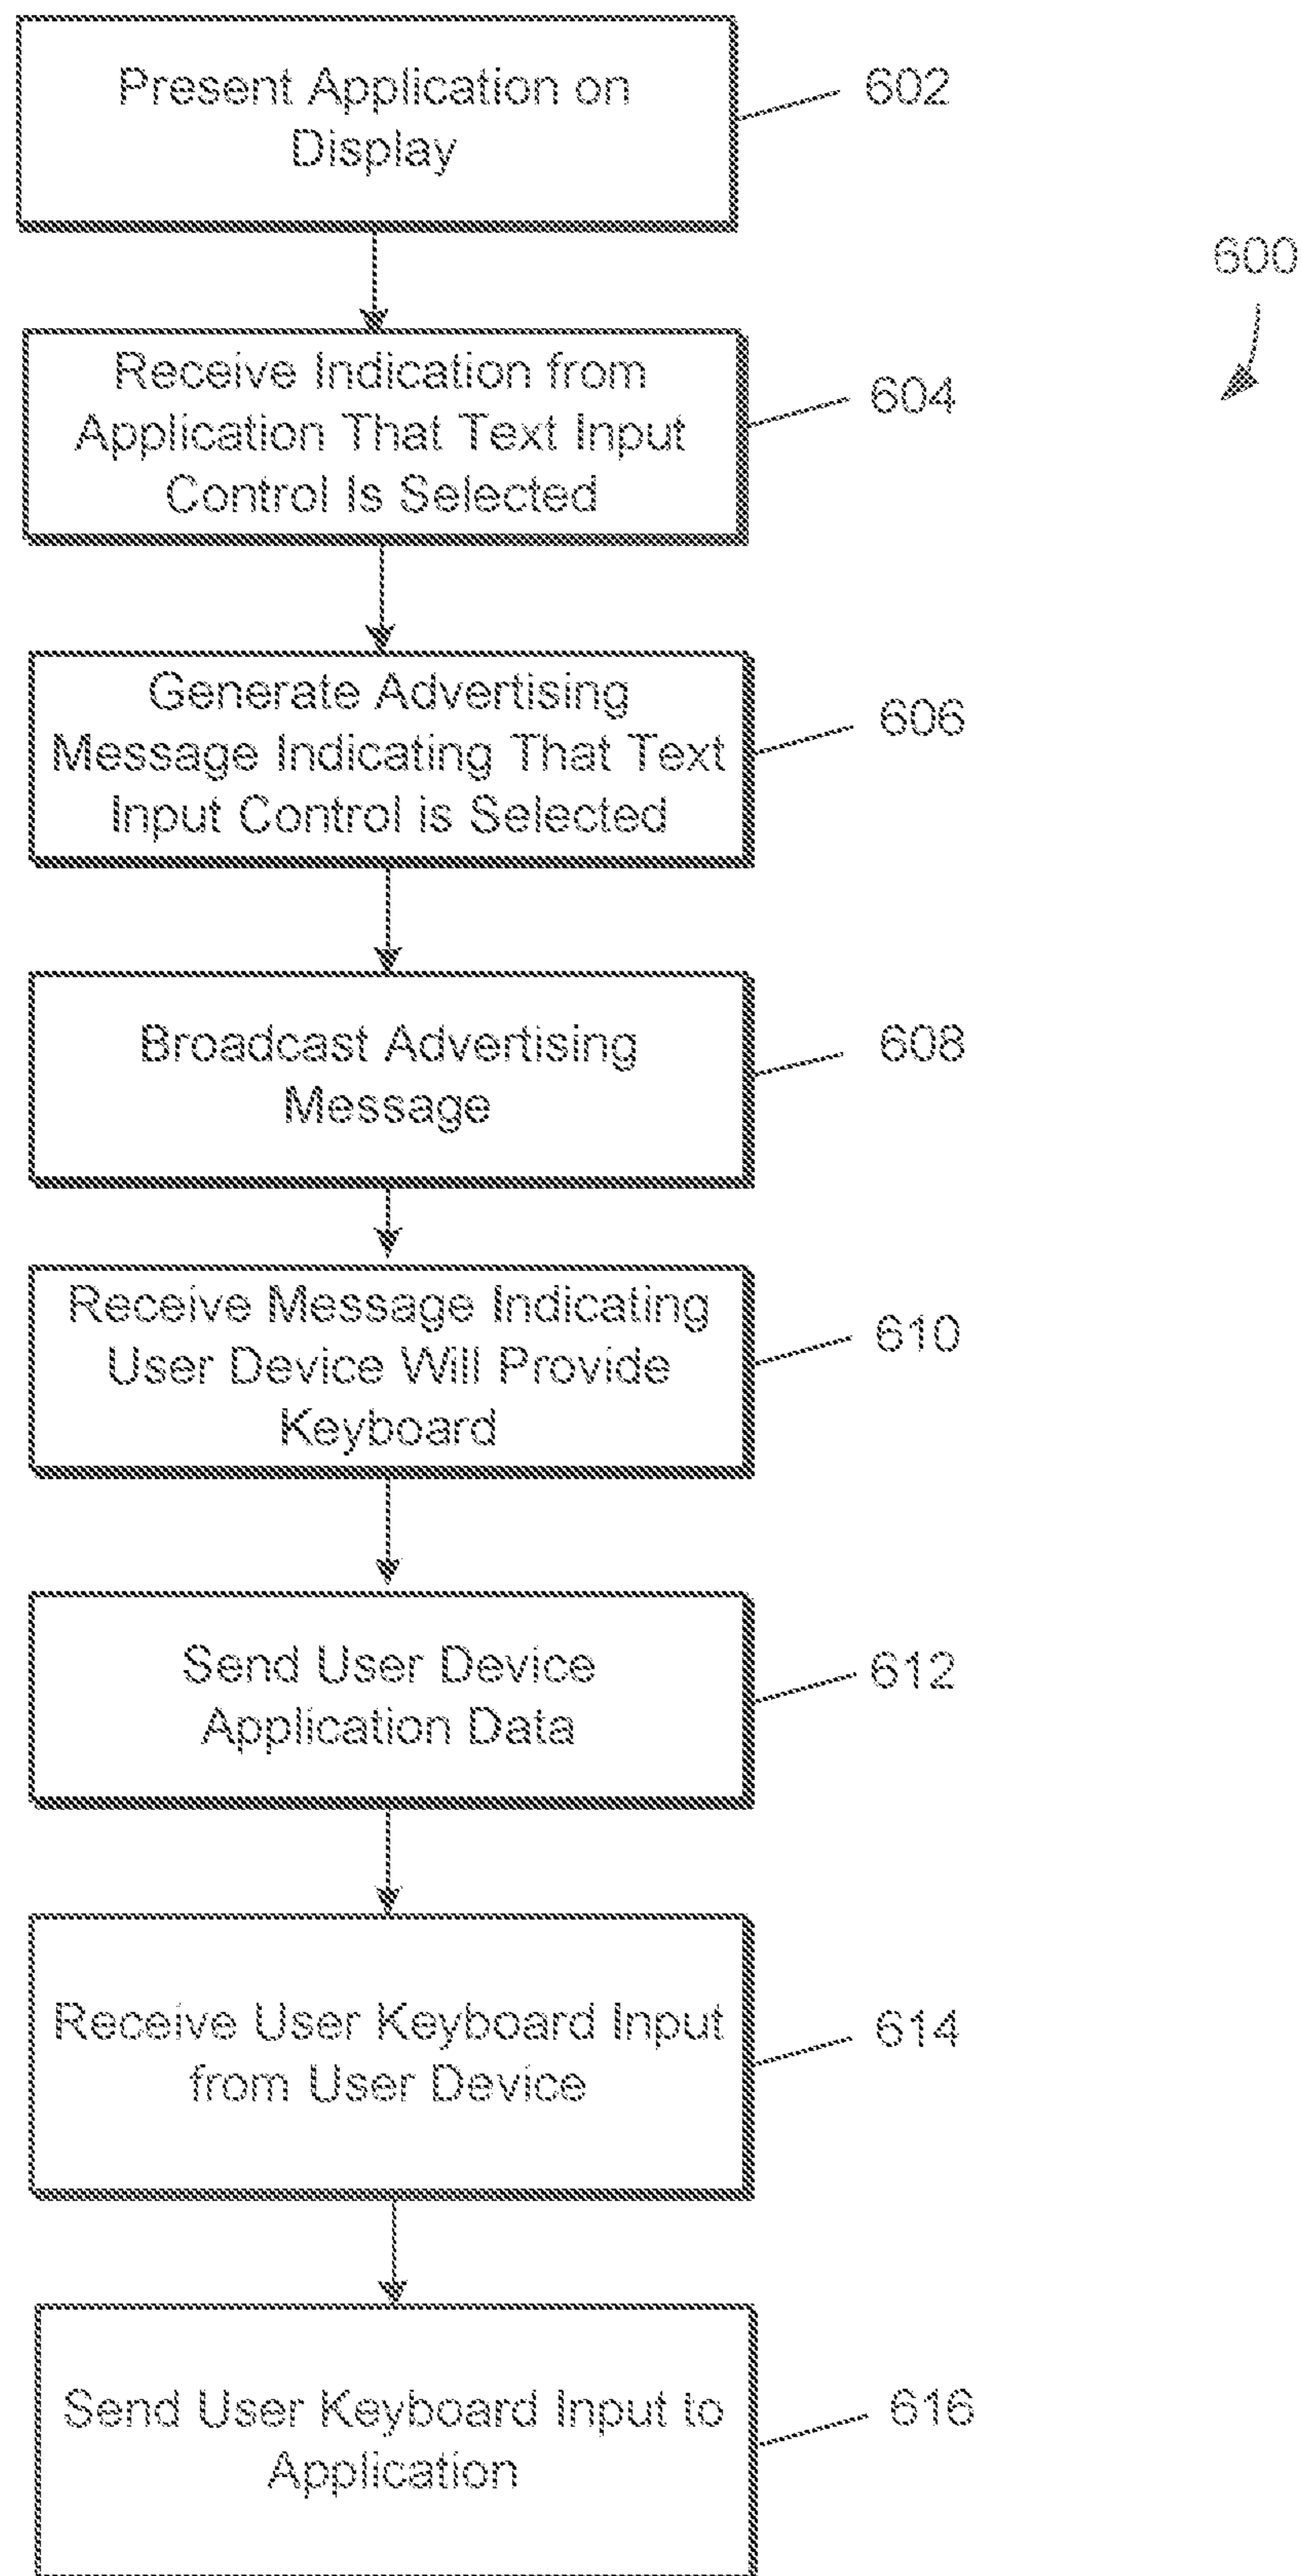 Present Application on
Display
602
600
Receive Indication from
Application That Text Input
Control Is Selected
604
Generate Advertising
Message Indicating That Text
Input Control is Selected
606
Broadcast Advertising
Message
608
Receive Message Indicating
User Device Will Provide
Keyboard
610
Send User Device
Application Data
612
Receive User Keyboard Input
from User Device
614
Send User Keyboard Input to
Application
616